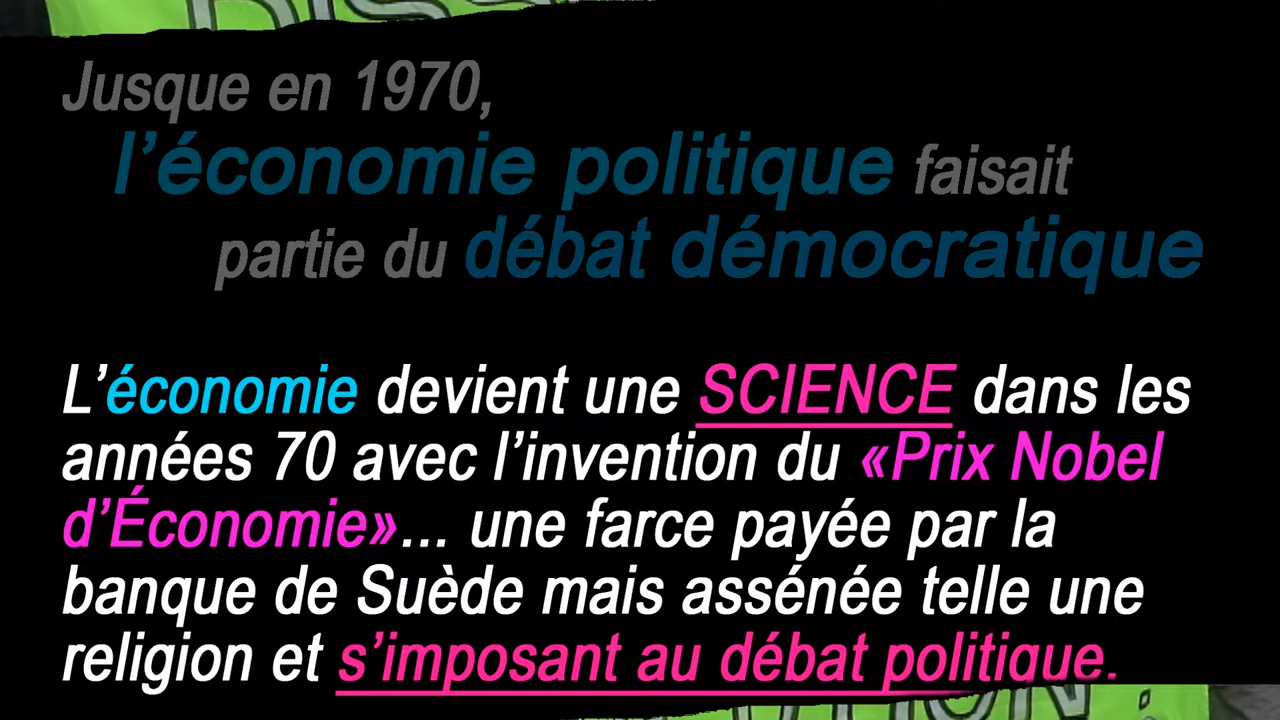 Jusque en 1970,
l’économie politique faisait
partie du débat démocratique
L’économie devient une SCIENCE dans les
années 70 avec l’invention du «Prix Nobel
d’Économie»... une farce payée par la
banque de Suède mais assénée telle une
religion et s’imposant au débat politique.